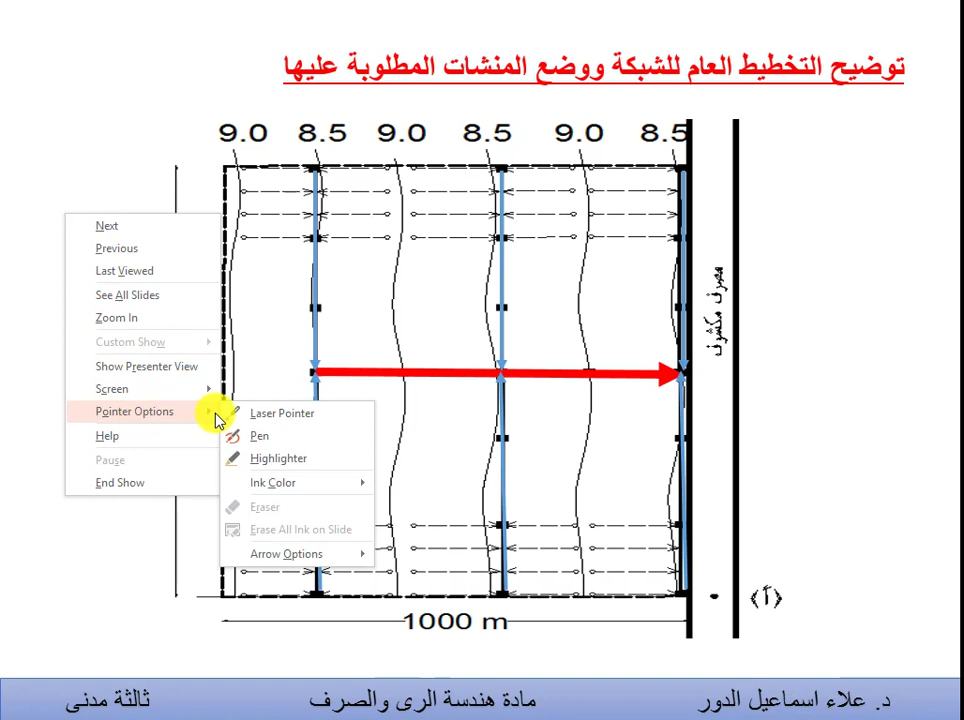 توضيح التخطيط العام للشبكة ووضع المنشات المطلوبة عليها
9.0 8.5 9.0 8.5 9.0 8.5
Next
Previous
Last Viewed
See All Slides
Zoom In
Custom Show
Show Presenter View
Screen
Pointer Options
Help
Pause
End Show
Laser Pointer
Pen
Highlighter
Ink Color
Eraser
Erase All Ink on Slide
Arrow Options
مصرف مكشوف
(أ)
1000 m
د. علاء اسماعيل الدور
مادة هندسة الرى والصرف
ثالثة مدنى